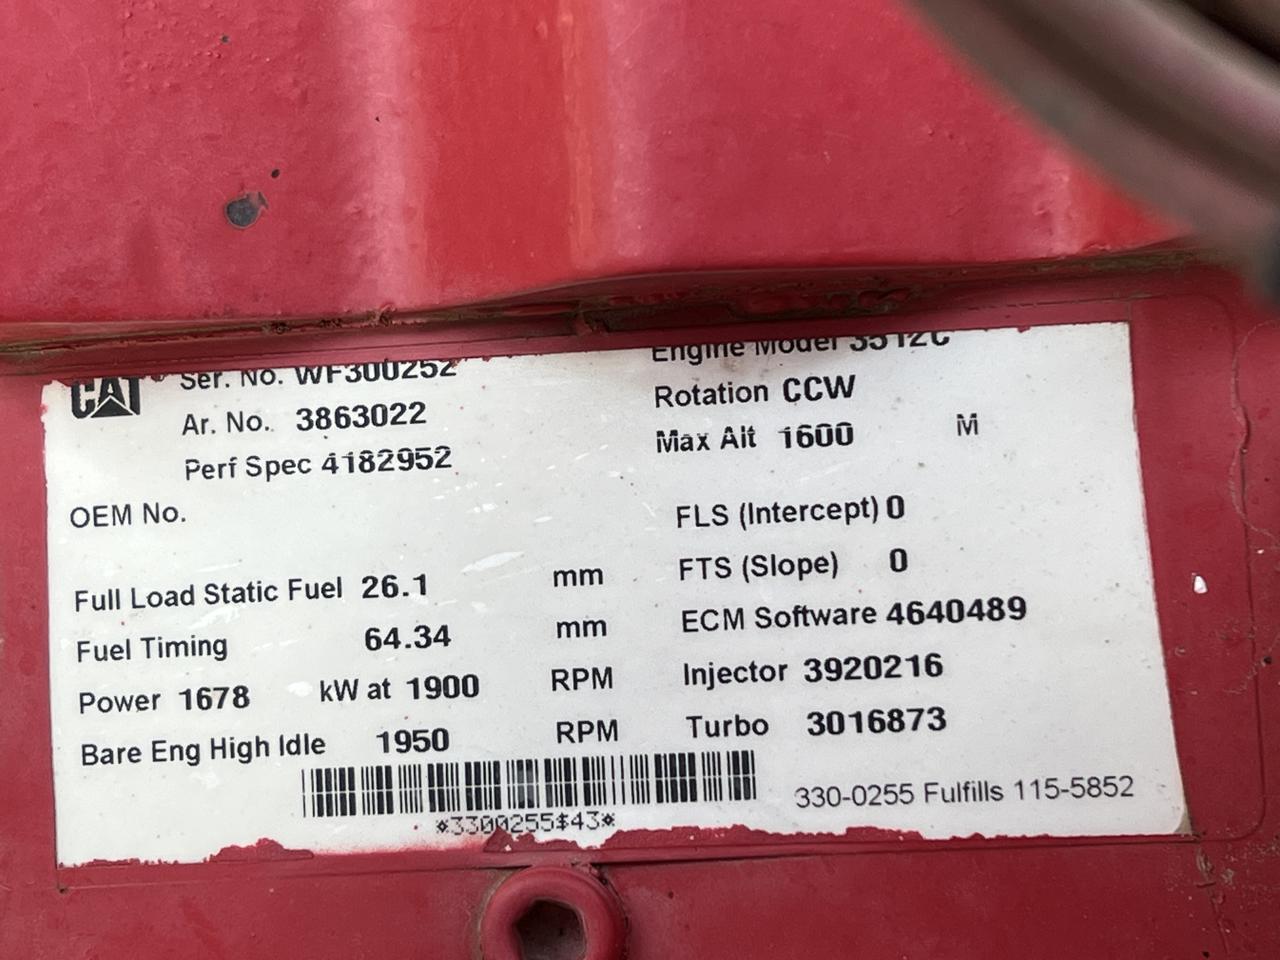 CAT Ser. No. WF300252 Engine Model 3512C
Ar. No. 3863022 Rotation CCW
Perf Spec 4182952 Max Alt 1600 M
OEM No. FLS (Intercept) 0
Full Load Static Fuel 26.1 mm FTS (Slope) 0
Fuel Timing 64.34 mm ECM Software 4640489
Power 1678 kW at 1900 RPM Injector 3920216
Bare Eng High Idle 1950 RPM Turbo 3016873
*3300255$43* 330-0255 Fulfills 115-5852